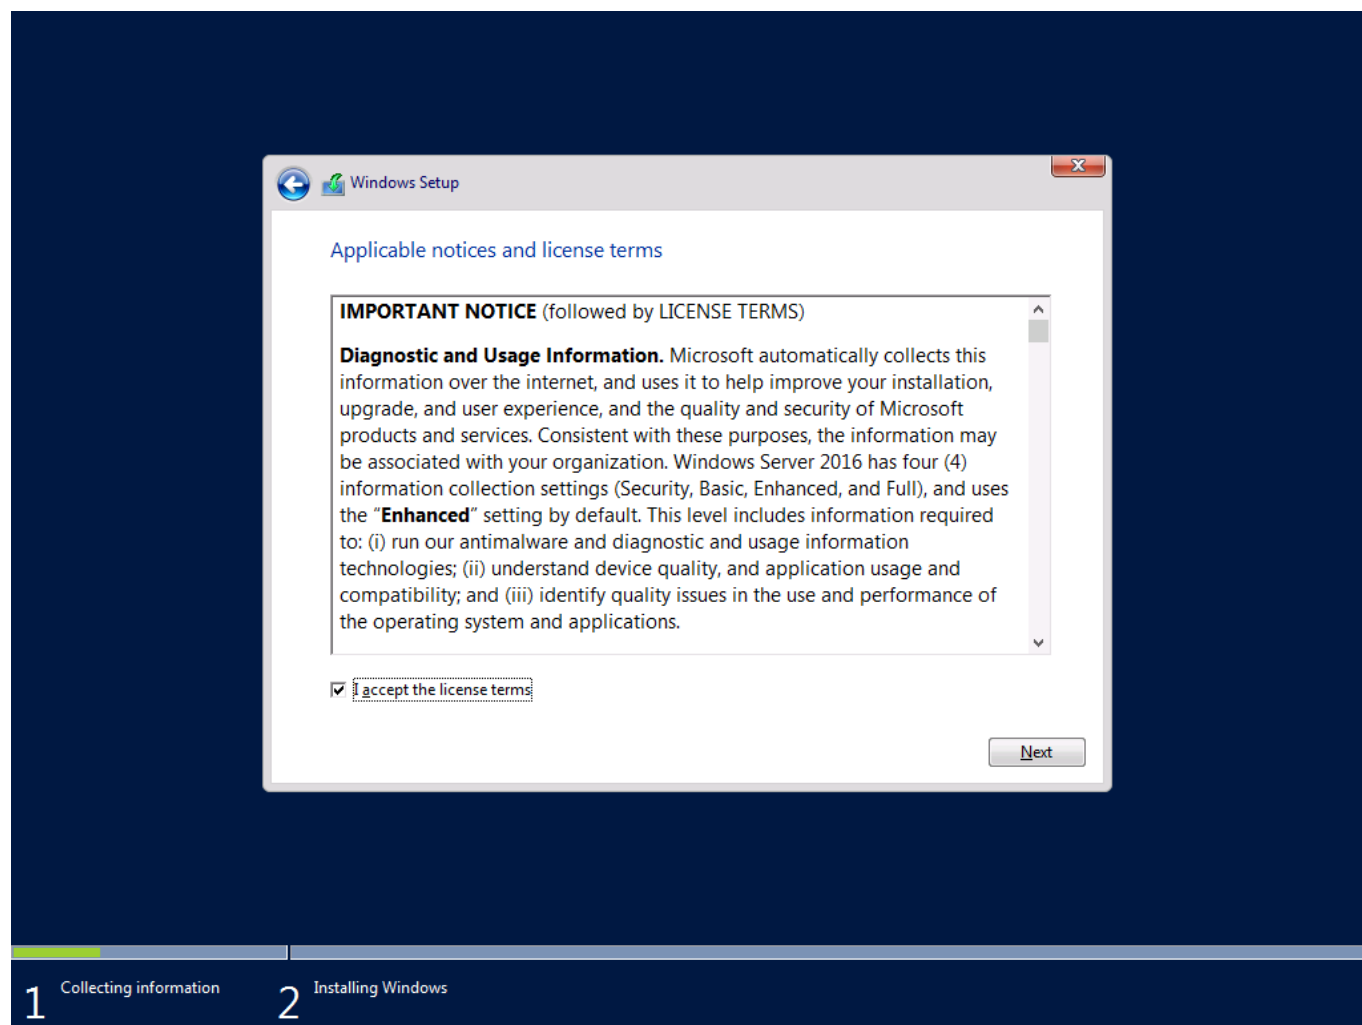 Windows Setup
Applicable notices and license terms
IMPORTANT NOTICE (followed by LICENSE TERMS)
Diagnostic and Usage Information. Microsoft automatically collects this
information over the internet, and uses it to help improve your installation,
upgrade, and user experience, and the quality and security of Microsoft
products and services. Consistent with these purposes, the information may
be associated with your organization. Windows Server 2016 has four (4)
information collection settings (Security, Basic, Enhanced, and Full), and uses
the “Enhanced” setting by default. This level includes information required
to: (i) run our antimalware and diagnostic and usage information
technologies; (ii) understand device quality, and application usage and
compatibility; and (iii) identify quality issues in the use and performance of
the operating system and applications.
I accept the license terms
Next
1 Collecting information
2 Installing Windows